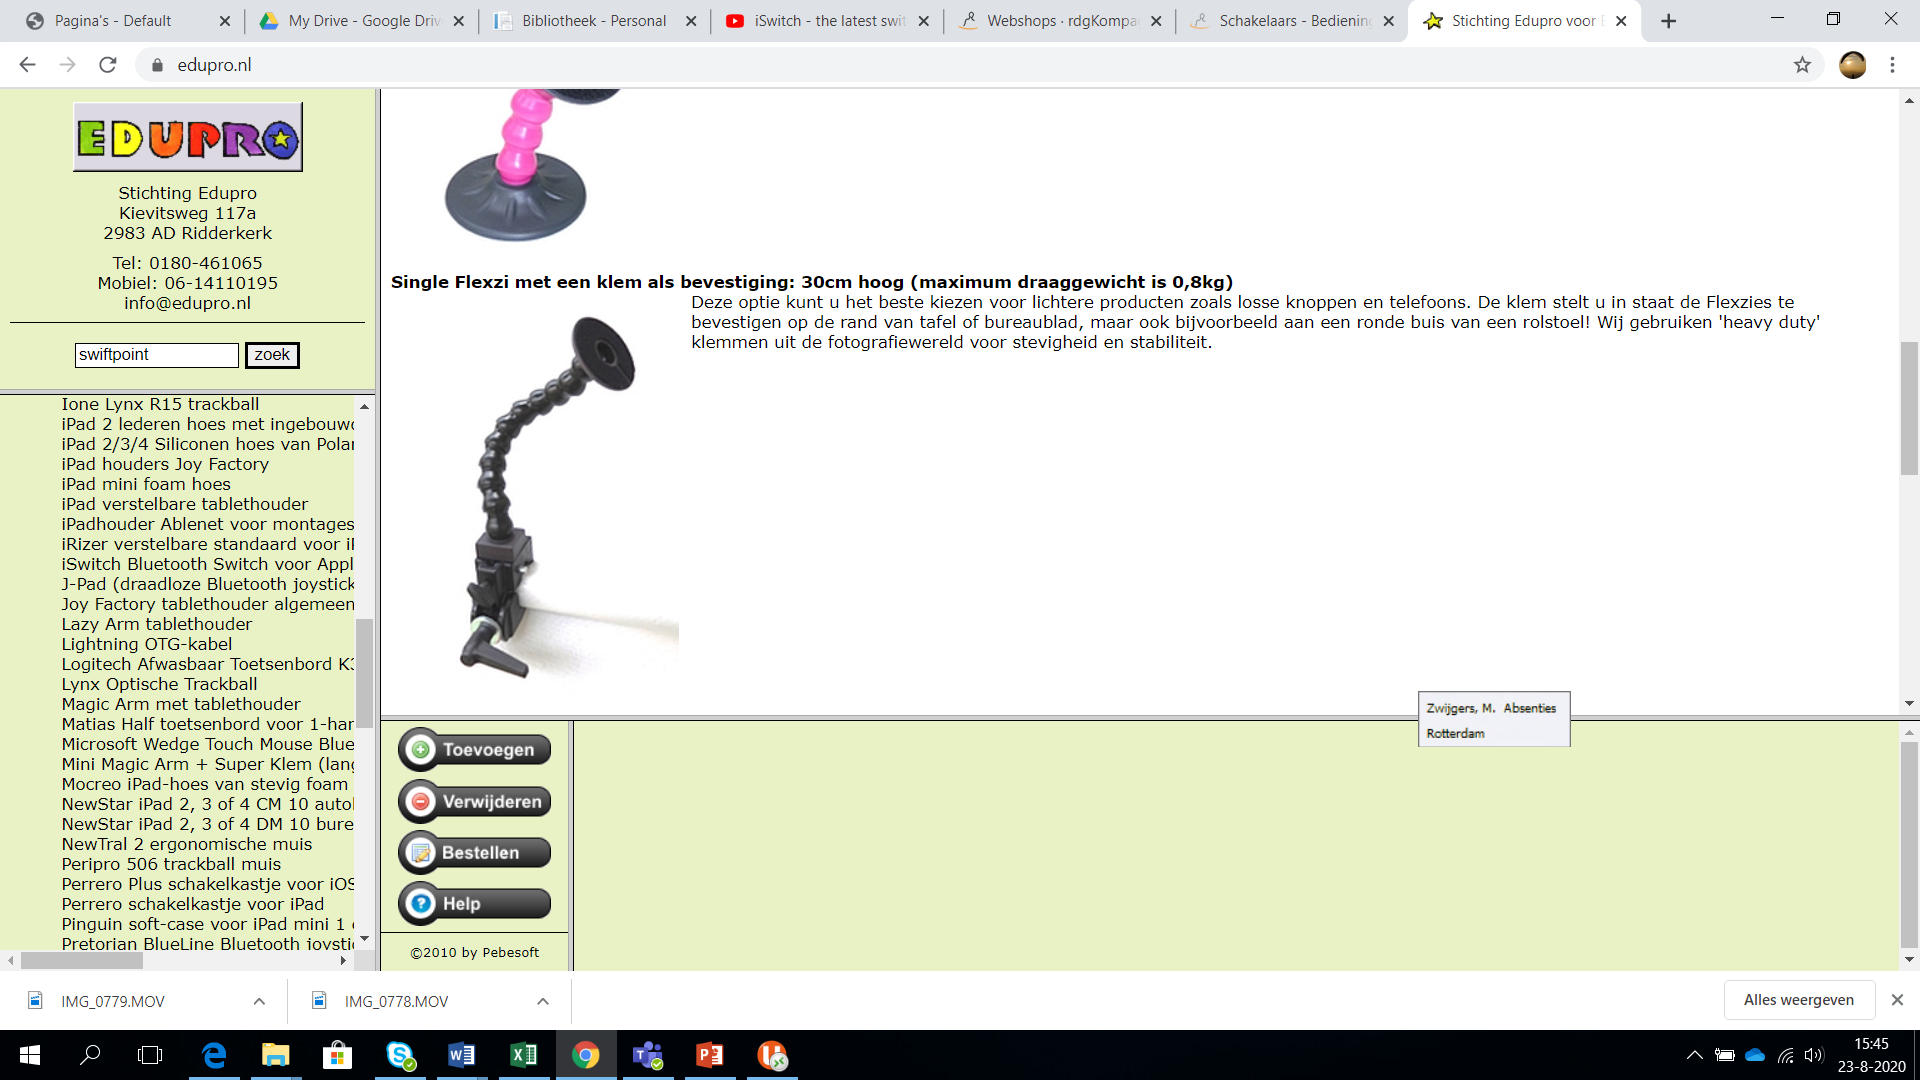 Pagina's - Default
My Drive - Google Driv
Bibliotheek - Personal
iSwitch - the latest swit
Webshops · rdgKompa
Schakelaars - Bediening
Stichting Edupro voor E
edupro.nl
EDUPRO
Stichting Edupro
Kievitsweg 117a
2983 AD Ridderkerk
Tel: 0180-461065
Mobiel: 06-14110195
info@edupro.nl
swiftpoint
zoek
Ione Lynx R15 trackball
iPad 2 lederen hoes met ingebouwd
iPad 2/3/4 Siliconen hoes van Polar
iPad houders Joy Factory
iPad mini foam hoes
iPad verstelbare tablethouder
iPadhouder Ablenet voor montages
iRizer verstelbare standaard voor iP
iSwitch Bluetooth Switch voor Appl
J-Pad (draadloze Bluetooth joystick
Joy Factory tablethouder algemeen
Lazy Arm tablethouder
Lightning OTG-kabel
Logitech Afwasbaar Toetsenbord K3
Lynx Optische Trackball
Magic Arm met tablethouder
Matias Half toetsenbord voor 1-har
Microsoft Wedge Touch Mouse Blue
Mini Magic Arm + Super Klem (lang
Mocreo iPad-hoes van stevig foam
NewStar iPad 2, 3 of 4 CM 10 autol
NewStar iPad 2, 3 of 4 DM 10 bure
NewTral 2 ergonomische muis
Peripro 506 trackball muis
Perrero Plus schakelkastje voor iOS
Perrero schakelkastje voor iPad
Pinguin soft-case voor iPad mini 1
Pretorian BlueLine Bluetooth joysti
Single Flexzi met een klem als bevestiging: 30cm hoog (maximum draaggewicht is 0,8kg)
Deze optie kunt u het beste kiezen voor lichtere producten zoals losse knoppen en telefoons. De klem stelt u in staat de Flexzies te
bevestigen op de rand van tafel of bureaublad, maar ook bijvoorbeeld aan een ronde buis van een rolstoel! Wij gebruiken 'heavy duty'
klemmen uit de fotografiewereld voor stevigheid en stabiliteit.
Zwijgers, M. Absenties
Rotterdam
Toevoegen
Verwijderen
Bestellen
Help
©2010 by Pebesoft
IMG_0779.MOV
IMG_0778.MOV
Alles weergeven
15:45
23-8-2020